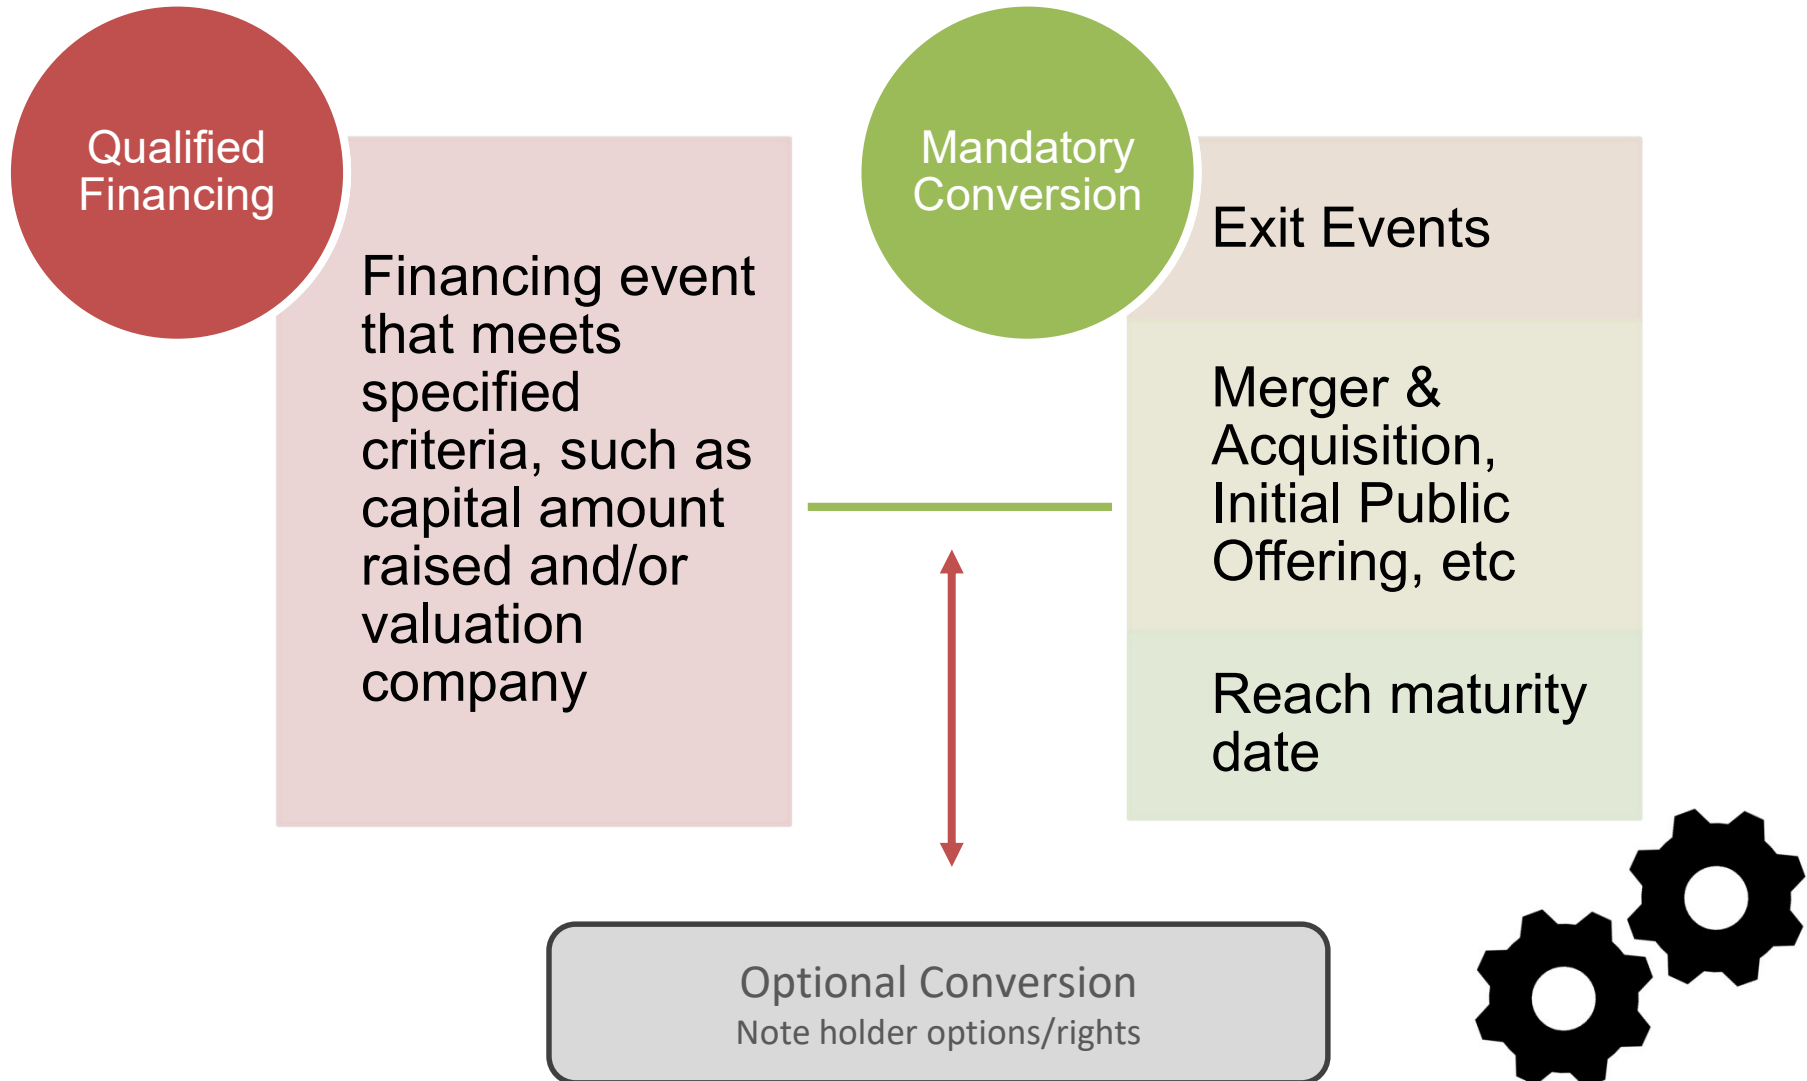 Qualified
Financing
Financing event
that meets
specified
criteria, such as
capital amount
raised and/or
valuation
company
Mandatory
Conversion
Exit Events
Merger &
Acquisition,
Initial Public
Offering, etc
Reach maturity
date
Optional Conversion
Note holder options/rights